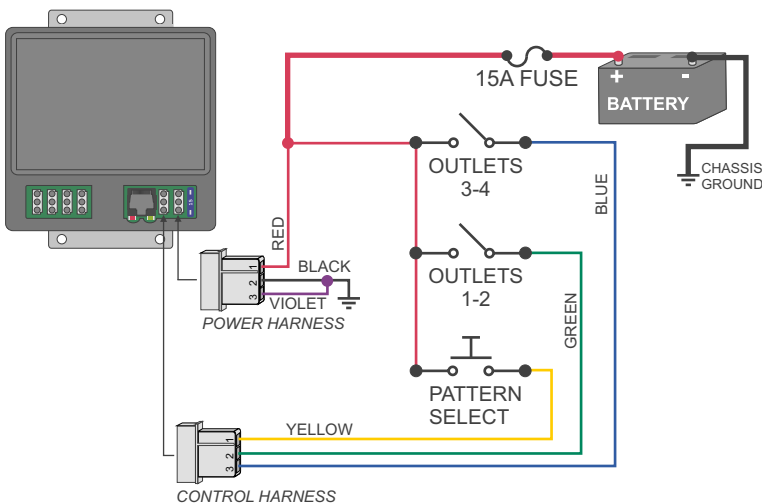 15A FUSE
+ -
BATTERY
CHASSIS
GROUND
OUTLETS
3-4
BLUE
RED
OUTLETS
1-2
GREEN
BLACK
VIOLET
1
2
3
POWER HARNESS
PATTERN
SELECT
YELLOW
1
2
3
CONTROL HARNESS